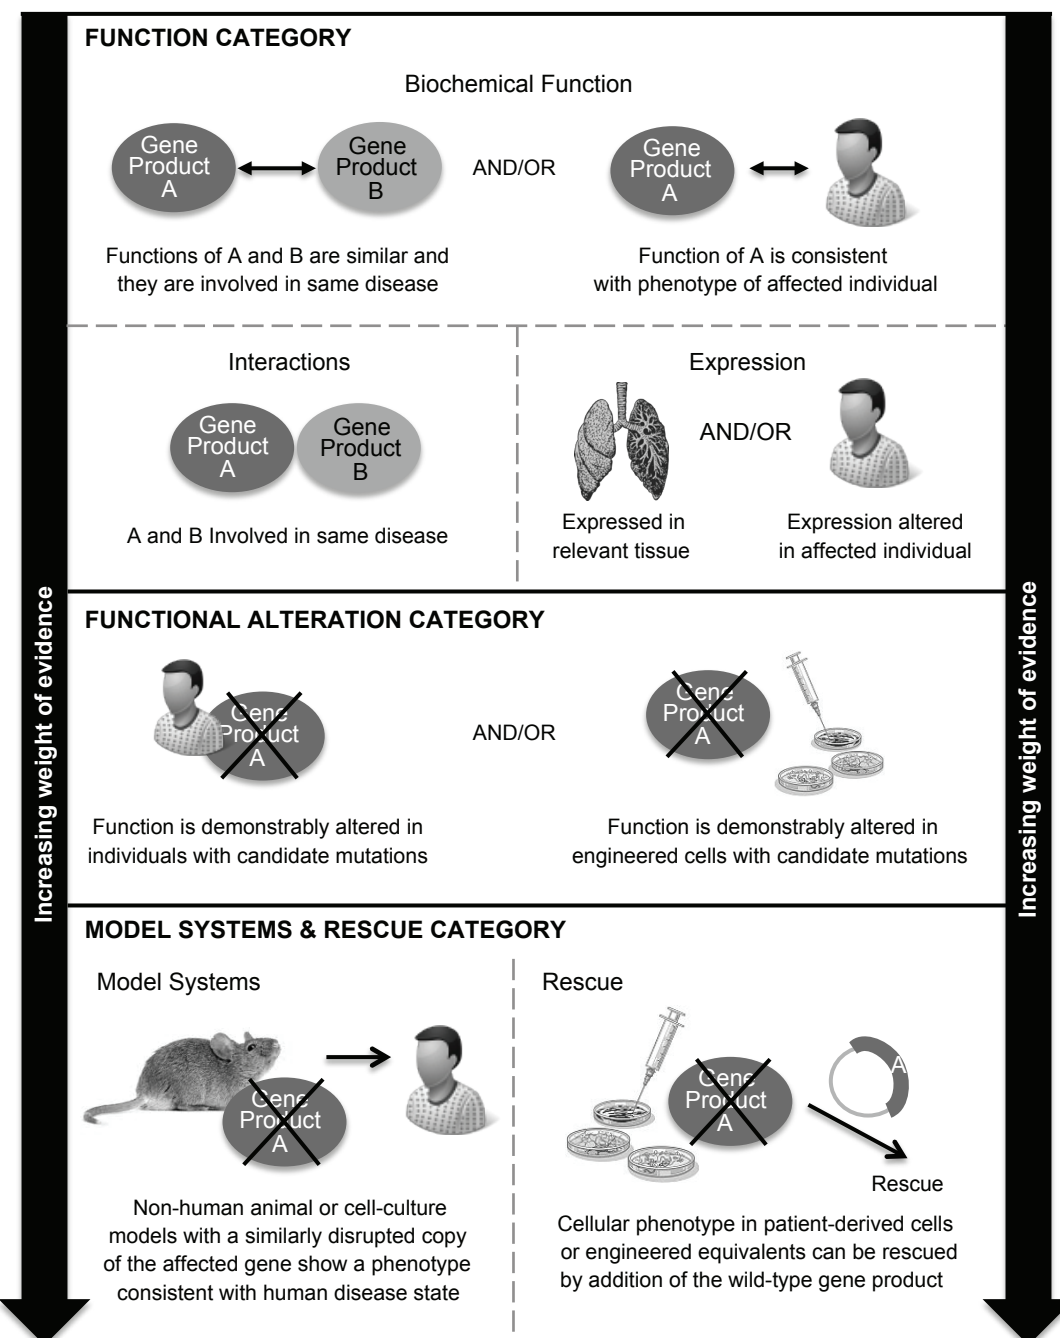 FUNCTION CATEGORY
Biochemical Function
Gene
Product
A
Gene
Product
B
AND/OR
Gene
Product
A
Functions of A and B are similar and
they are involved in same disease
Function of A is consistent
with phenotype of affected individual
Interactions
Gene
Product
A
Gene
Product
B
A and B Involved in same disease
Expression
AND/OR
Expressed in
relevant tissue
Expression altered
in affected individual
FUNCTIONAL ALTERATION CATEGORY
Gene
Product
A
AND/OR
Gene
Product
A
Function is demonstrably altered in
individuals with candidate mutations
Function is demonstrably altered in
engineered cells with candidate mutations
MODEL SYSTEMS & RESCUE CATEGORY
Model Systems
Gene
Product
A
Non-human animal or cell-culture
models with a similarly disrupted copy
of the affected gene show a phenotype
consistent with human disease state
Rescue
Gene
Product
A
A
Rescue
Cellular phenotype in patient-derived cells
or engineered equivalents can be rescued
by addition of the wild-type gene product
Increasing weight of evidence
Increasing weight of evidence